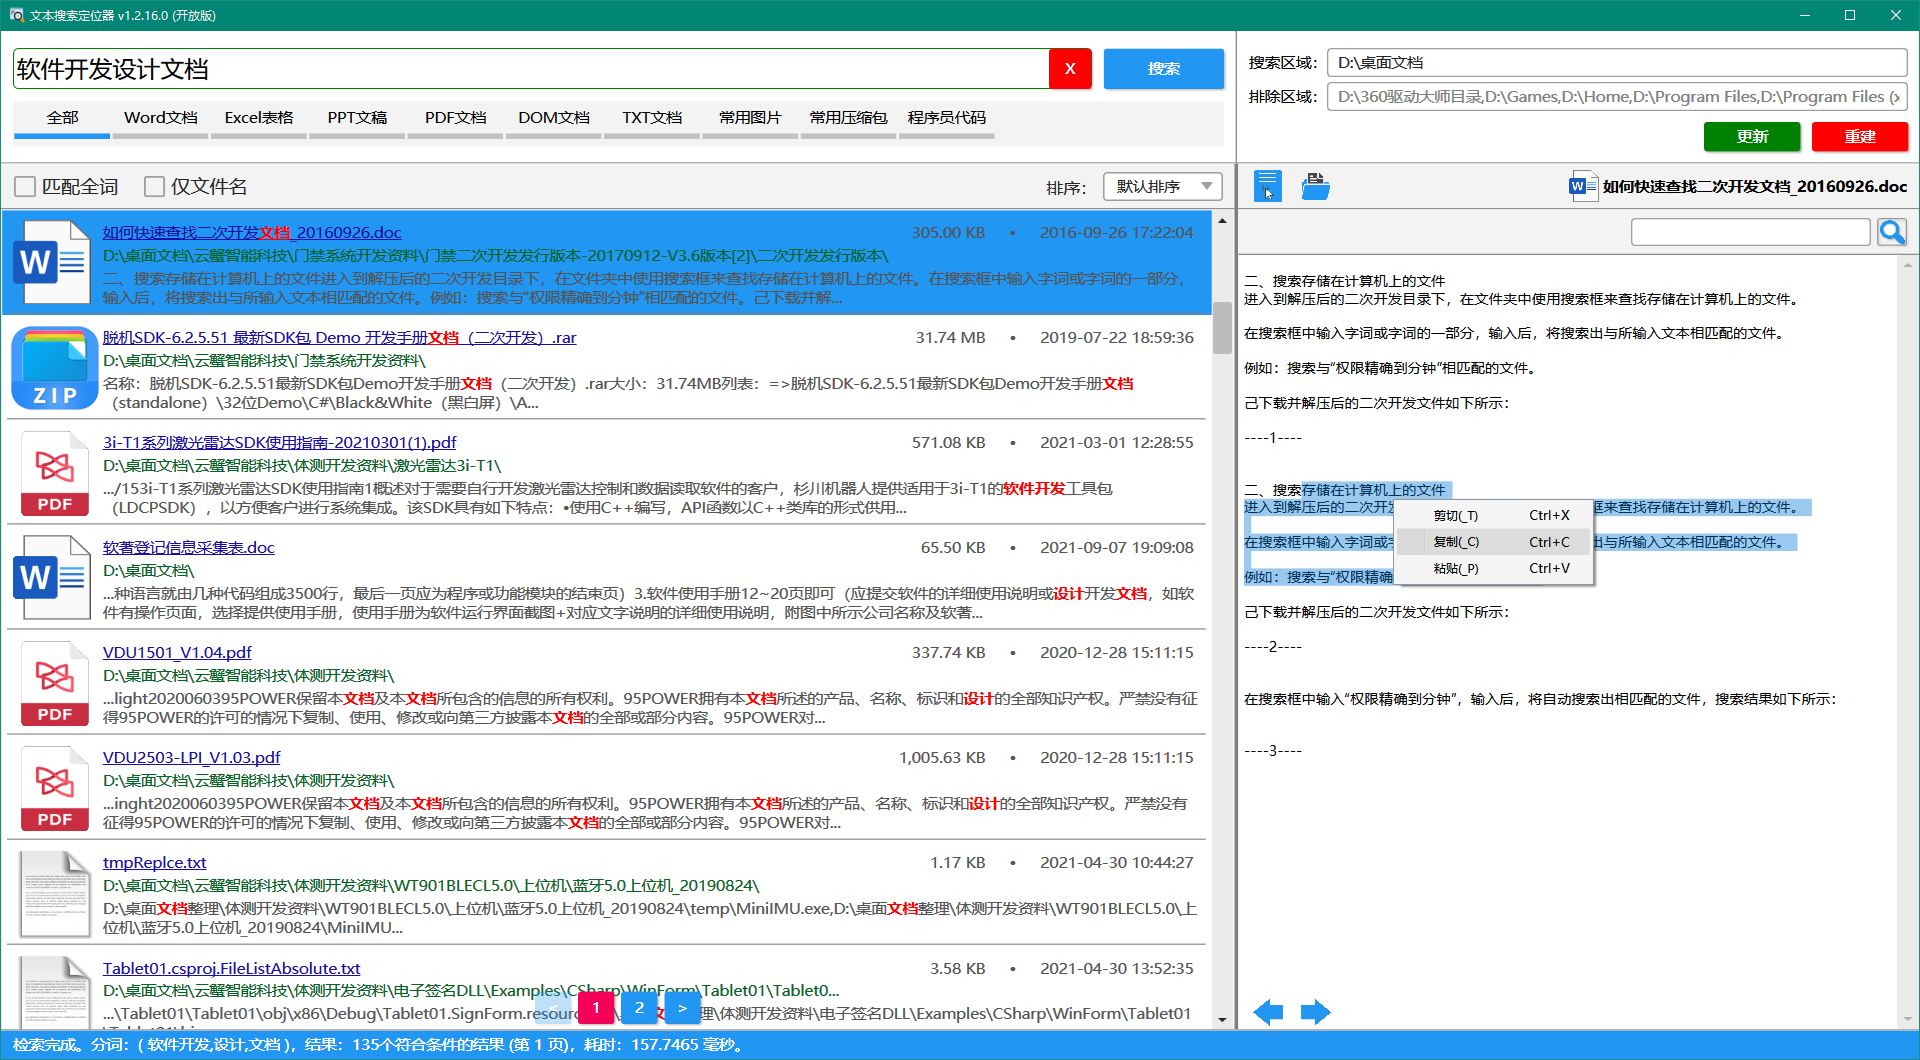 文本搜索定位器 v1.2.16.0 (开放版)
软件开发设计文档
X
搜索
全部
Word文档
Excel表格
PPT文稿
PDF文档
DOM文档
TXT文档
常用图片
常用压缩包
程序员代码
搜索区域：
D:\桌面文档
排除区域：
D:\360驱动大师目录,D:\Games,D:\Home,D:\Program Files,D:\Program Files (x
更新
重建
匹配全词
仅文件名
排序：
默认排序
如何快速查找二次开发文档_20160926.doc
305.00 KB • 2016-09-26 17:22:04
D:\桌面文档\云蟹智能科技\门禁系统开发资料\门禁二次开发发行版本-20170912-V3.6版本[2]\二次开发发行版本\
二、搜索存储在计算机上的文件进入到解压后的二次开发目录下，在文件夹中使用搜索框来查找存储在计算机上的文件。在搜索框中输入字词或字词的一部分，
输入后，将搜索出与所输入文本相匹配的文件。例如：搜索与“权限精确到分钟”相匹配的文件。己下载并解...
ZIP
脱机SDK-6.2.5.51 最新SDK包 Demo 开发手册文档（二次开发）.rar
31.74 MB • 2019-07-22 18:59:36
D:\桌面文档\云蟹智能科技\门禁系统开发资料\
名称：脱机SDK-6.2.5.51最新SDK包Demo开发手册文档（二次开发）.rar大小：31.74MB列表：=>脱机SDK-6.2.5.51最新SDK包Demo开发手册文档
（standalone）\32位Demo\C#\Black&White（黑白屏）\A...
PDF
3i-T1系列激光雷达SDK使用指南-20210301(1).pdf
571.08 KB • 2021-03-01 12:28:55
D:\桌面文档\云蟹智能科技\体测开发资料\激光雷达3i-T1\
.../153i-T1系列激光雷达SDK使用指南1概述对于需要自行开发激光雷达控制和数据读取软件的客户，杉川机器人提供适用于3i-T1的软件开发工具包
（LDCPSDK），以方便客户进行系统集成。该SDK具有如下特点：•使用C++编写，API函数以C++类库的形式供用...
软著登记信息采集表.doc
65.50 KB • 2021-09-07 19:09:08
D:\桌面文档\
...种语言就由几种代码组成3500行，最后一页应为程序或功能模块的结束页）3.软件使用手册12~20页即可（应提交软件的详细使用说明或设计开发文档，如软
件有操作页面，选择提供使用手册，使用手册为软件运行界面截图+对应文字说明的详细使用说明，附图中所示公司名称及软著...
PDF
VDU1501_V1.04.pdf
337.74 KB • 2020-12-28 15:11:15
D:\桌面文档\云蟹智能科技\体测开发资料\
...light2020060395POWER保留本文档及本文档所包含的信息的所有权利。95POWER拥有本文档所述的产品、名称、标识和设计的全部知识产权。严禁没有征
得95POWER的许可的情况下复制、使用、修改或向第三方披露本文档的全部或部分内容。95POWER对...
PDF
VDU2503-LPI_V1.03.pdf
1,005.63 KB • 2020-12-28 15:11:15
D:\桌面文档\云蟹智能科技\体测开发资料\
...inght2020060395POWER保留本文档及本文档所包含的信息的所有权利。95POWER拥有本文档所述的产品、名称、标识和设计的全部知识产权。严禁没有
征得95POWER的许可的情况下复制、使用、修改或向第三方披露本文档的全部或部分内容。95POWER对...
tmpReplce.txt
1.17 KB • 2021-04-30 10:44:27
D:\桌面文档\云蟹智能科技\体测开发资料\WT901BLECL5.0\上位机\蓝牙5.0上位机_20190824\
D:\桌面文档整理\体测开发资料\WT901BLECL5.0\上位机\蓝牙5.0上位机_20190824\temp\MiniIMU.exe,D:\桌面文档整理\体测开发资料\WT901BLECL5.0\上
位机\蓝牙5.0上位机_20190824\MiniIMU...
Tablet01.csproj.FileListAbsolute.txt
3.58 KB • 2021-04-30 13:52:35
D:\桌面文档\云蟹智能科技\体测开发资料\电子签名DLL\Examples\CSharp\WinForm\Tablet01\Tablet0...
...\Tablet01\Tablet01\obj\x86\Debug\Tablet01.SignForm.resour 理\体测开发资料\电子签名DLL\Examples\CSharp\WinForm\Tablet01
< 1 2 >
如何快速查找二次开发文档_20160926.doc
二、搜索存储在计算机上的文件
进入到解压后的二次开发目录下，在文件夹中使用搜索框来查找存储在计算机上的文件。
在搜索框中输入字词或字词的一部分，输入后，将搜索出与所输入文本相匹配的文件。
例如：搜索与“权限精确到分钟”相匹配的文件。
己下载并解压后的二次开发文件如下所示：
----1----
二、搜索存储在计算机上的文件
进入到解压后的二次开发 框来查找存储在计算机上的文件。
在搜索框中输入字词或字 出与所输入文本相匹配的文件。
例如：搜索与“权限精确
剪切(_T) Ctrl+X
复制(_C) Ctrl+C
粘贴(_P) Ctrl+V
己下载并解压后的二次开发文件如下所示：
----2----
在搜索框中输入“权限精确到分钟”，输入后，将自动搜索出相匹配的文件，搜索结果如下所示：
----3----
检索完成。分词：( 软件开发,设计,文档 )，结果：135个符合条件的结果 (第 1 页)，耗时：157.7465 毫秒。